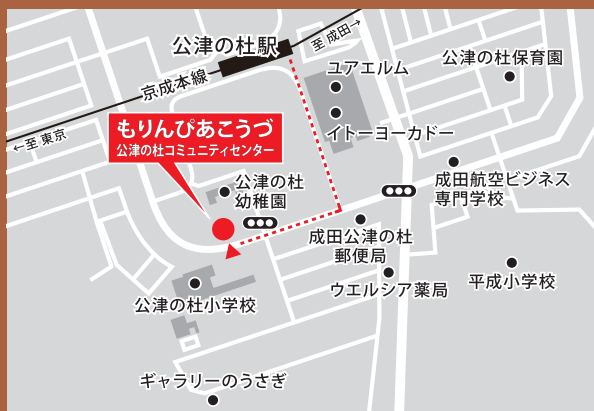 公津の杜駅
至 成田→
京成本線
←至 東京
ユアエルム
イトーヨーカドー
公津の杜保育園
もりんぴあこうづ
公津の杜コミュニティセンター
公津の杜
幼稚園
成田航空ビジネス
専門学校
成田公津の杜
郵便局
ウエルシア薬局
平成小学校
公津の杜小学校
ギャラリーのうさぎ